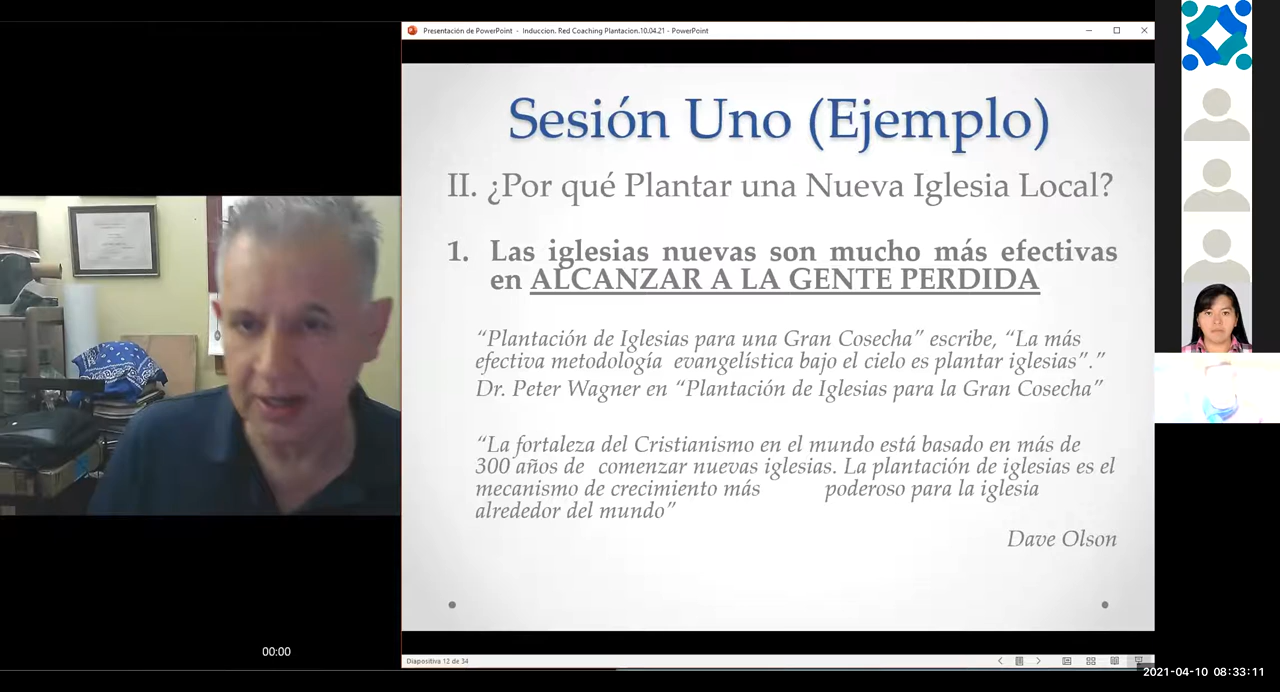 Presentación de PowerPoint - Induccion. Red Coaching Plantacion.10.04.21 - PowerPoint
Sesión Uno (Ejemplo)
II. ¿Por qué Plantar una Nueva Iglesia Local?
1. Las iglesias nuevas son mucho más efectivas
en ALCANZAR A LA GENTE PERDIDA
“Plantación de Iglesias para una Gran Cosecha” escribe, “La más
efectiva metodología evangelística bajo el cielo es plantar iglesias”.”
Dr. Peter Wagner en “Plantación de Iglesias para la Gran Cosecha”
“La fortaleza del Cristianismo en el mundo está basado en más de
300 años de comenzar nuevas iglesias. La plantación de iglesias es el
mecanismo de crecimiento más poderoso para la iglesia
alrededor del mundo”
Dave Olson
00:00
Diapositiva 12 de 34
2021-04-10 08:33:11